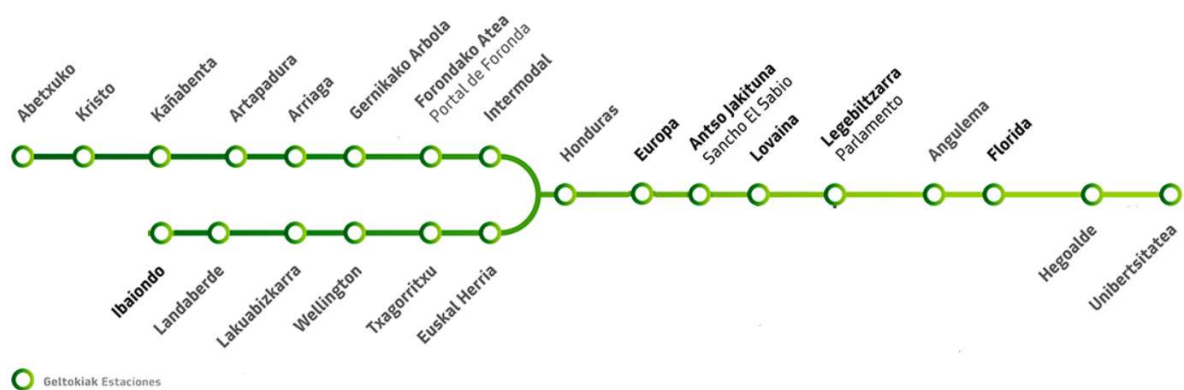 Abetxuko
Kristo
Kañabenta
Artapadura
Arriaga
Gernikako Arbola
Forondako Atea
Portal de Foronda
Intermodal
Honduras
Europa
Antso Jakituna
Sancho El Sabio
Lovaina
Legebiltzarra
Parlamento
Angulema
Florida
Ibaiondo
Landaberde
Lakuabizkarra
Wellington
Txagorritxu
Euskal Herria
Hegoalde
Unibertsitatea
Geltokiak Estaciones